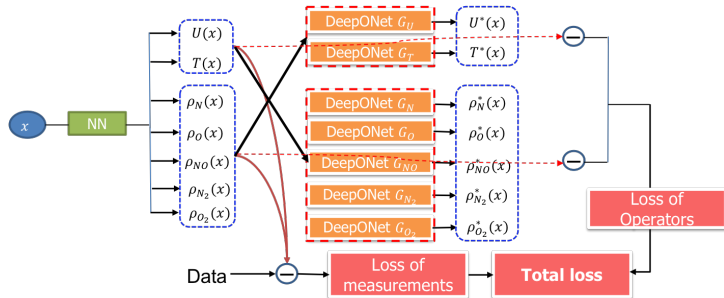 x
NN
U(x)
T(x)
ρ_N(x)
ρ_O(x)
ρ_NO(x)
ρ_N₂(x)
ρ_O₂(x)
DeepONet G_U
DeepONet G_T
DeepONet G_N
DeepONet G_O
DeepONet G_NO
DeepONet G_N₂
DeepONet G_O₂
U*(x)
T*(x)
ρ*_N(x)
ρ*_O(x)
ρ*_NO(x)
ρ*_N₂(x)
ρ*_O₂(x)
−
−
Loss of
Operators
Data
−
Loss of
measurements
Total loss